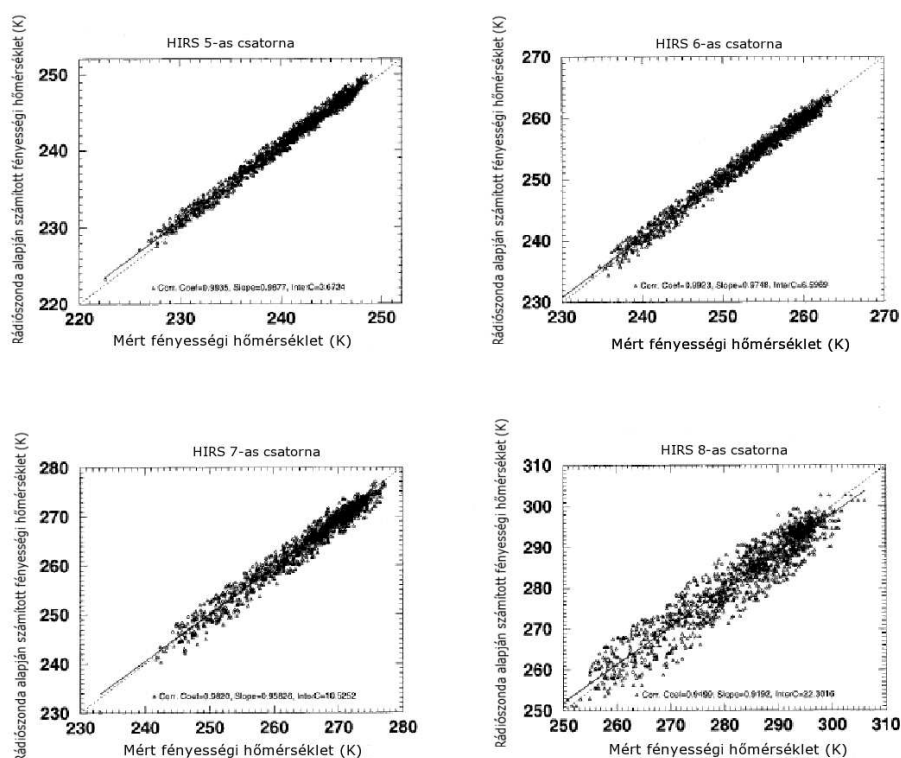 HIRS 5-as csatorna
Rádiószonda alapján számított fényességi hőmérséklet (K)
250
240
230
220
Corr. Coef=0.9935, Slope=0.9877, InterC=3.6734
220 230 240 250
Mért fényességi hőmérséklet (K)
HIRS 6-as csatorna
Rádiószonda alapján számított fényességi hőmérséklet (K)
270
260
250
240
230
Corr. Coef=0.9923, Slope=0.9748, InterC=6.5969
230 240 250 260 270
Mért fényességi hőmérséklet (K)
HIRS 7-as csatorna
Rádiószonda alapján számított fényességi hőmérséklet (K)
280
270
260
250
240
230
Corr. Coef=0.9820, Slope=0.95826, InterC=10.5252
230 240 250 260 270 280
Mért fényességi hőmérséklet (K)
HIRS 8-as csatorna
Rádiószonda alapján számított fényességi hőmérséklet (K)
310
300
290
280
270
260
250
Corr. Coef=0.9490, Slope=0.9192, InterC=22.3016
250 260 270 280 290 300 310
Mért fényességi hőmérséklet (K)